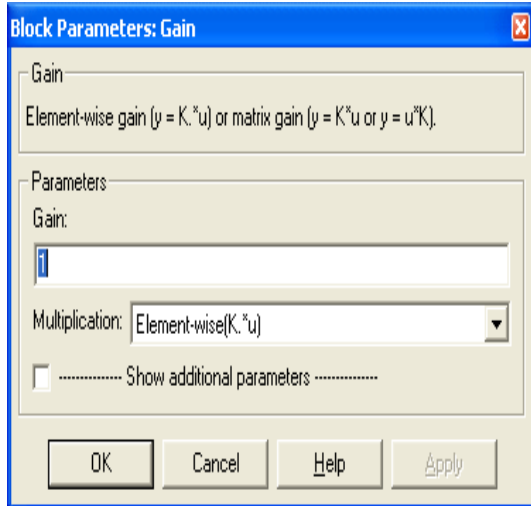 Block Parameters: Gain
Gain
Element-wise gain (y = K.*u) or matrix gain (y = K*u or y = u*K).
Parameters
Gain:
1
Multiplication: Element-wise(K.*u)
-------------- Show additional parameters --------------
OK Cancel Help Apply